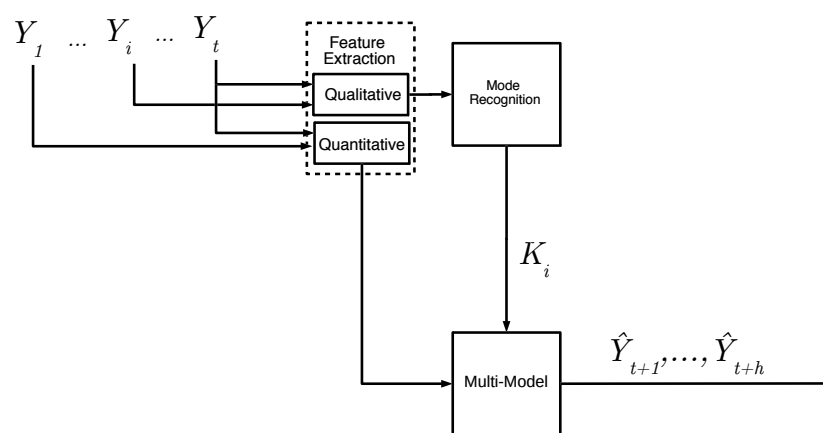 Y₁ ... Yᵢ ... Yₜ
Feature
Extraction
Qualitative
Quantitative
Mode
Recognition
Kᵢ
Multi-Model
Ŷₜ₊₁,..., Ŷₜ₊ₕ